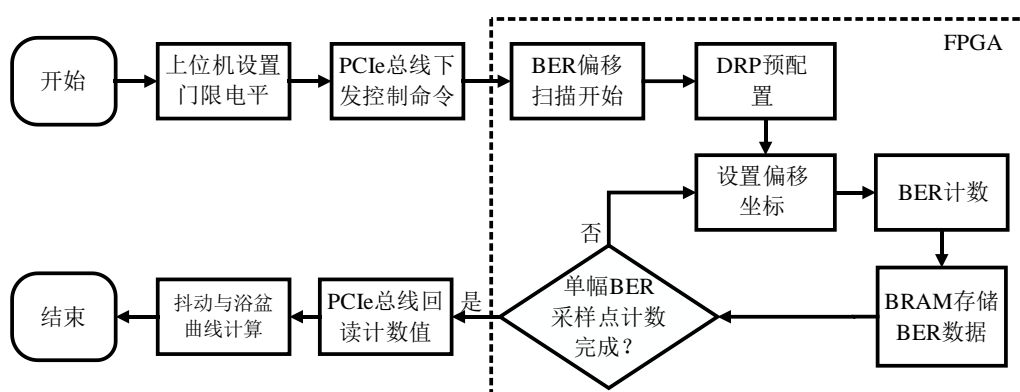 FPGA
开始
上位机设置
门限电平
PCIe总线下
发控制命令
BER偏移
扫描开始
DRP预配
置
设置偏移
坐标
BER计数
否
结束
抖动与浴盆
曲线计算
PCIe总线回
读计数值
是
单幅BER
采样点计数
完成？
BRAM存储
BER数据